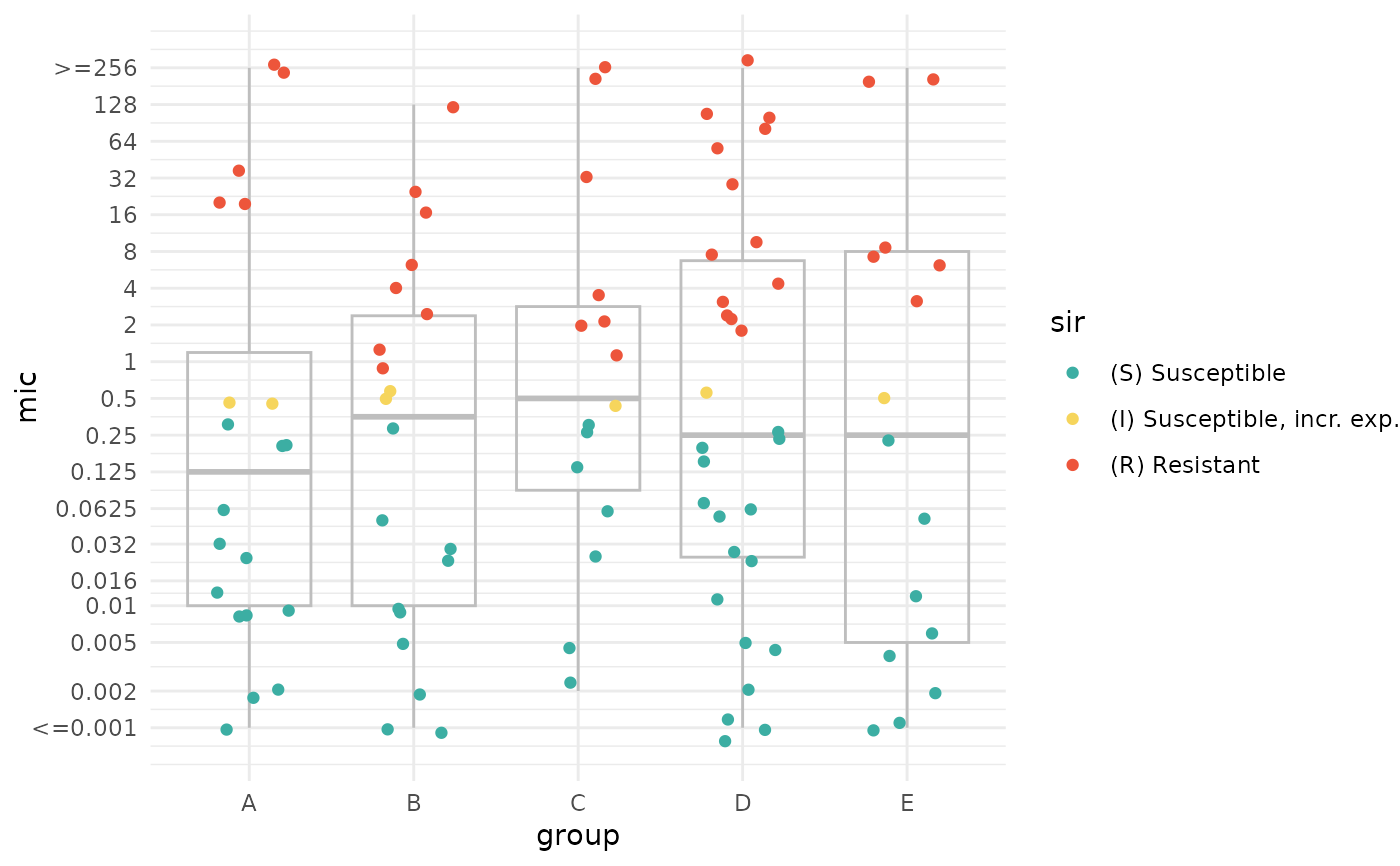 >=256
128
64
32
16
8
4
2
1
0.5
0.25
0.125
0.0625
0.032
0.016
0.01
0.005
0.002
<=0.001
mic
A B C D E
group
sir
(S) Susceptible
(I) Susceptible, incr. exp.
(R) Resistant